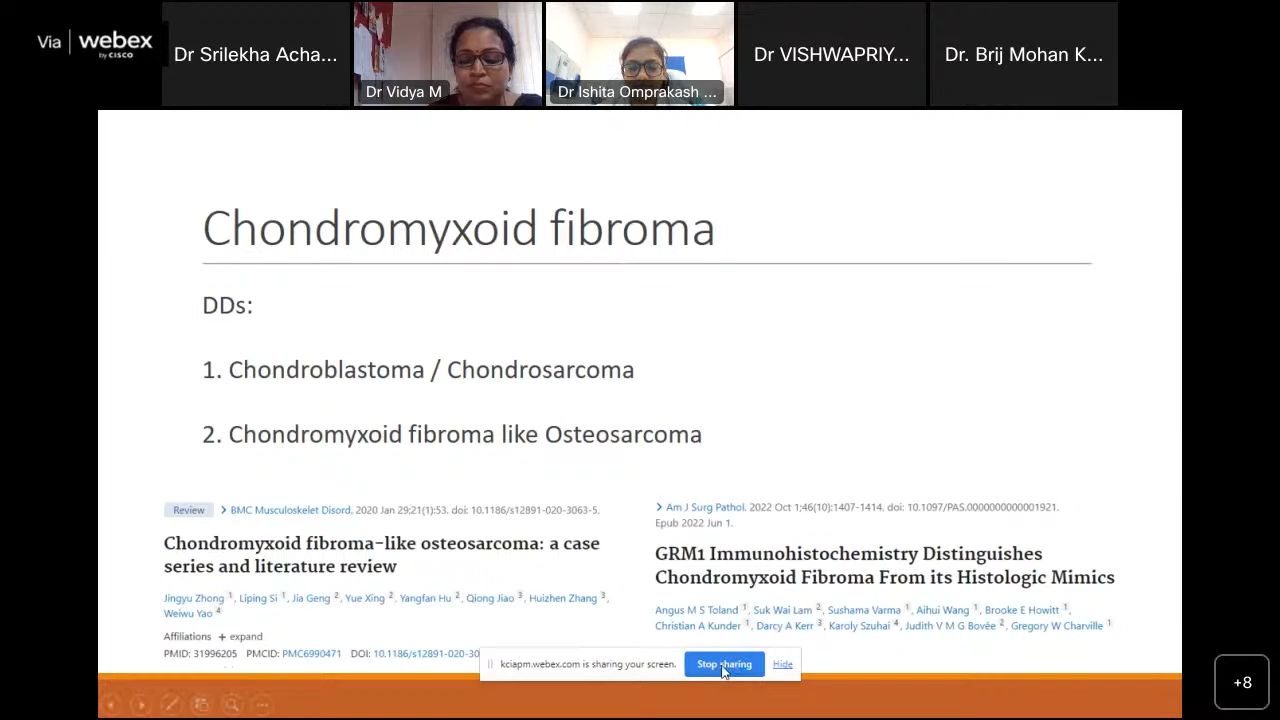 Via webex
by CISCO
Dr Srilekha Acha...
Dr Vidya M
Dr Ishita Omprakash ...
Dr VISHWAPRIY...
Dr. Brij Mohan K...
Chondromyxoid fibroma
DDs:
1. Chondroblastoma / Chondrosarcoma
2. Chondromyxoid fibroma like Osteosarcoma
Review > BMC Musculoskelet Disord. 2020 Jan 29;21(1):53. doi: 10.1186/s12891-020-3063-5.
Chondromyxoid fibroma-like osteosarcoma: a case
series and literature review
Jingyu Zhong 1, Liping Si 1, Jia Geng 2, Yue Xing 2, Yangfan Hu 2, Qiong Jiao 3, Huizhen Zhang 3,
Weiwu Yao 4
Affiliations + expand
PMID: 31996205 PMCID: PMC6990471 DOI: 10.1186/s12891-020-30
> Am J Surg Pathol. 2022 Oct 1;46(10):1407-1414. doi: 10.1097/PAS.0000000000001921.
Epub 2022 Jun 1.
GRM1 Immunohistochemistry Distinguishes
Chondromyxoid Fibroma From its Histologic Mimics
Angus M S Toland 1, Suk Wai Lam 2, Sushama Varma 1, Aihui Wang 1, Brooke E Howitt 1,
Christian A Kunder 1, Darcy A Kerr 3, Karoly Szuhai 4, Judith V M G Bovée 2, Gregory W Charville 1
kciapm.webex.com is sharing your screen. Stop sharing Hide
+8